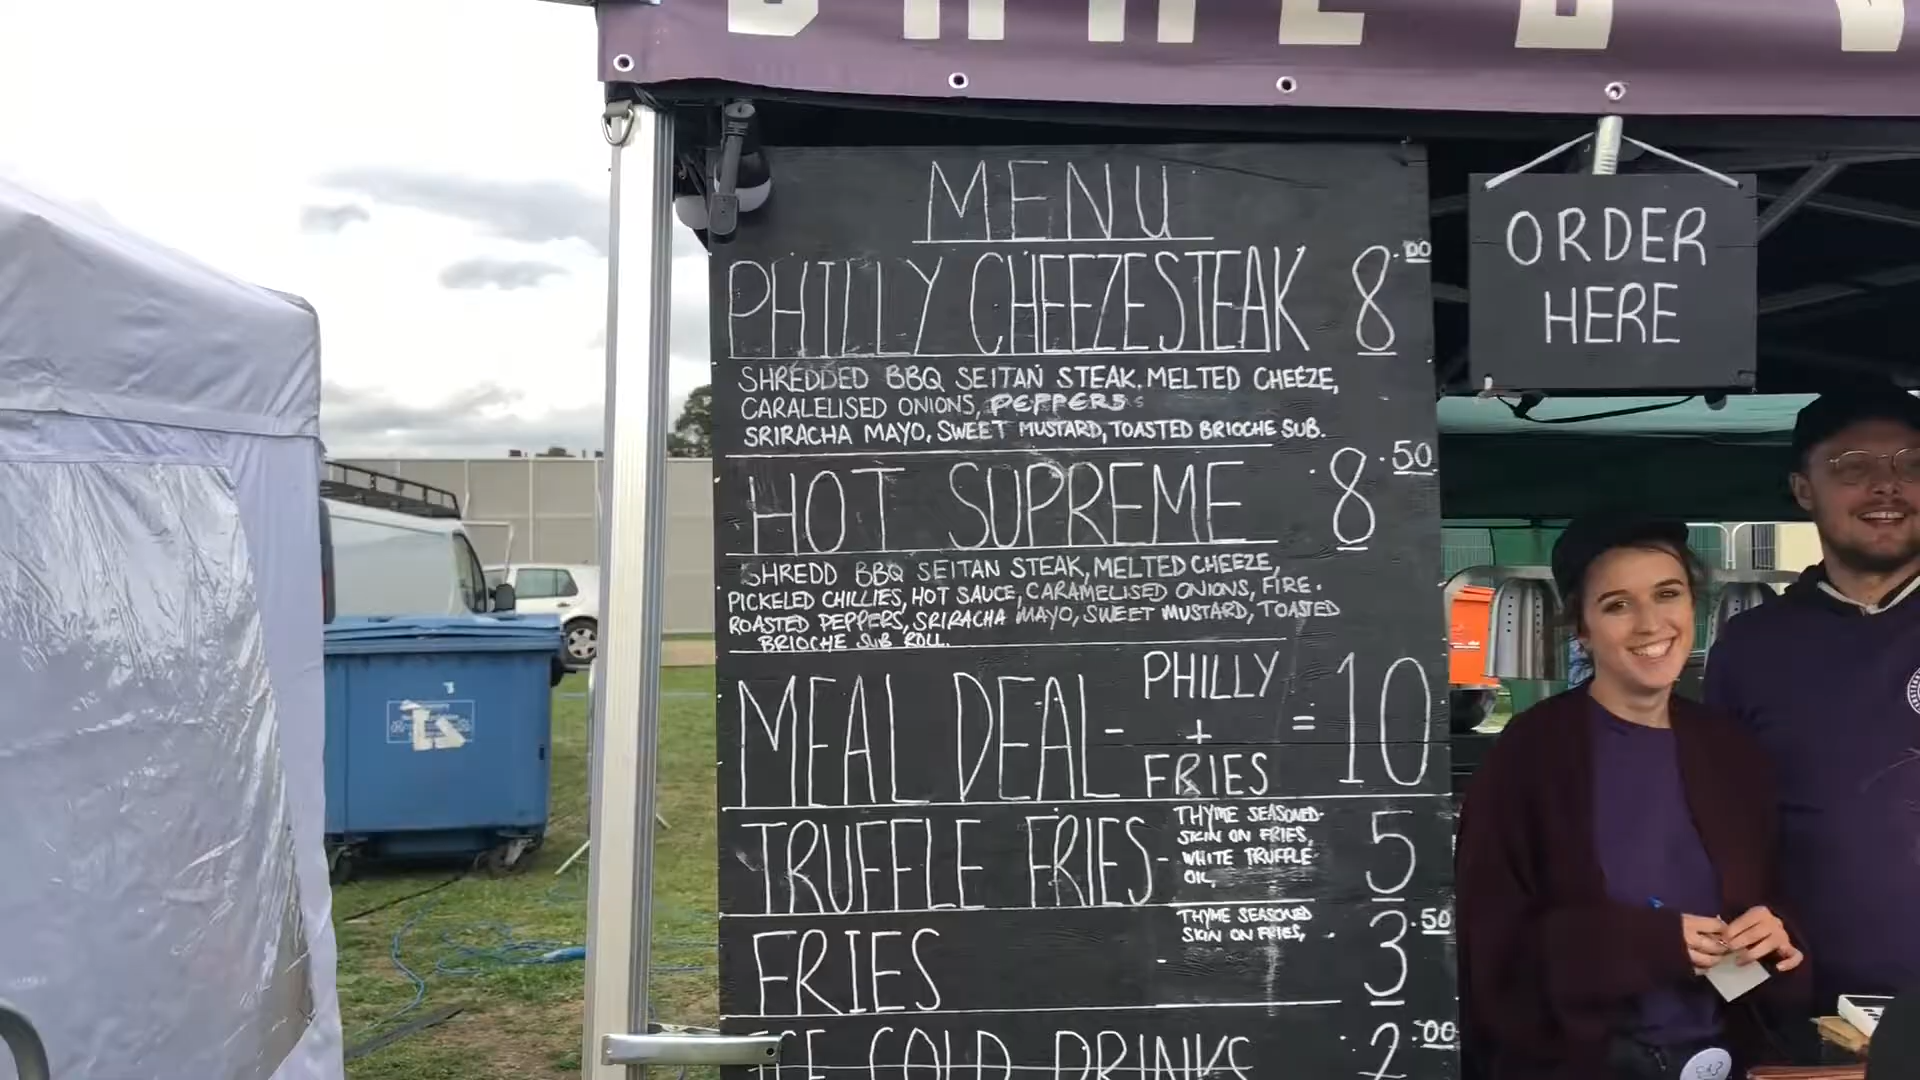 MENU
PHILLY CHEEZESTEAK 8.00
SHREDDED BBQ SEITAN STEAK. MELTED CHEEZE,
CARALELISED ONIONS, PEPPERS
SRIRACHA MAYO, SWEET MUSTARD, TOASTED BRIOCHE SUB.
HOT SUPREME 8.50
SHREDD BBQ SEITAN STEAK, MELTED CHEEZE,
PICKELED CHILLIES, HOT SAUCE, CARAMELISED ONIONS, FIRE.
ROASTED PEPPERS, SRIRACHA MAYO, SWEET MUSTARD, TOASTED
BRIOCHE SUB ROLL.
MEAL DEAL - PHILLY + FRIES = 10
TRUFFLE FRIES - 5
THYME SEASONED
SKIN ON FRIES,
WHITE TRUFFLE
OIL,
FRIES - 3.50
THYME SEASONED
SKIN ON FRIES,
ICE COLD DRINKS 2.00
ORDER
HERE